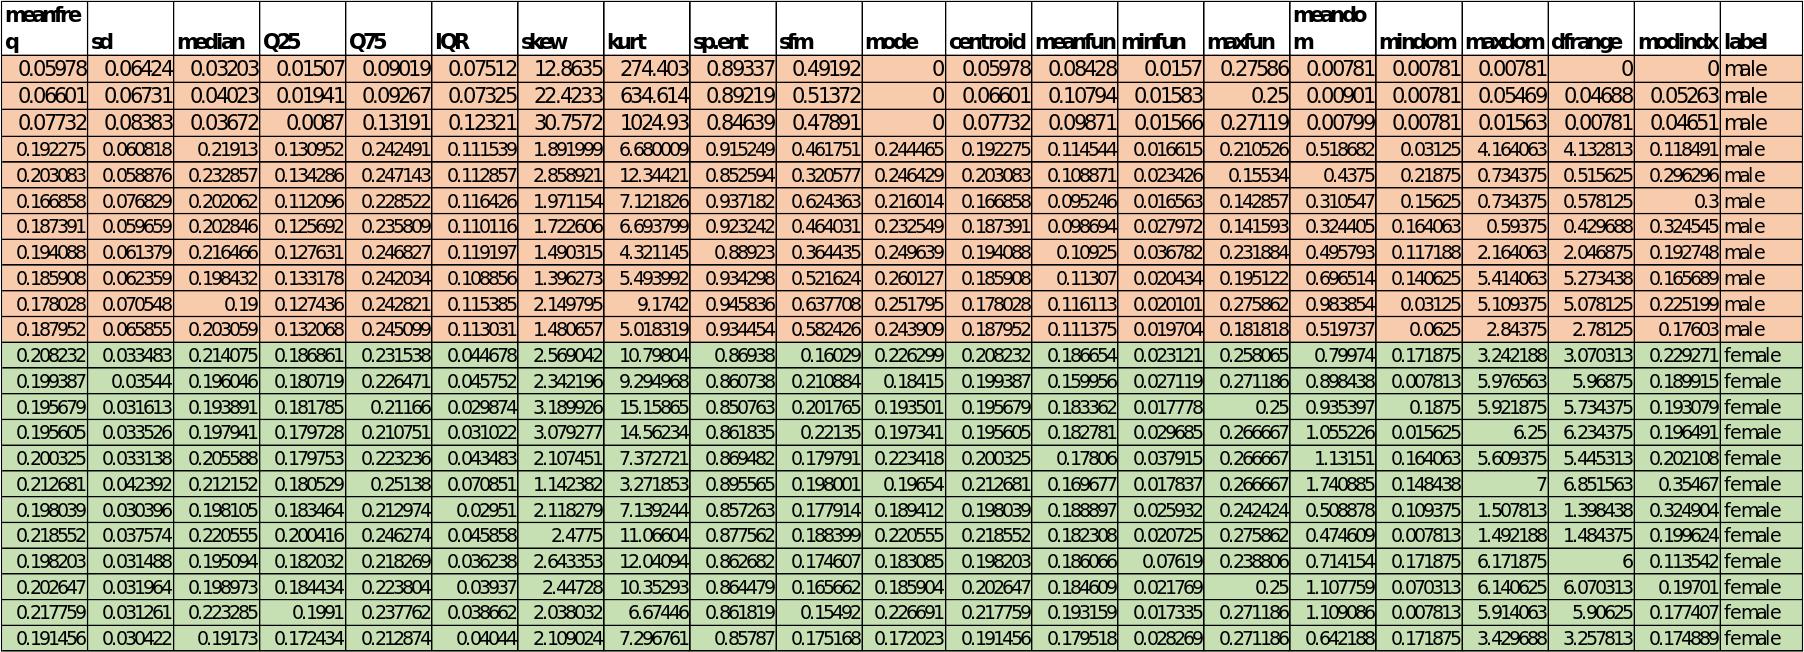 meanfreq sd median Q25 Q75 IQR skew kurt sp.ent sfm mode centroid meanfun minfun maxfun meandom mindom maxdom dfrange modindx label
0.05978 0.06424 0.03203 0.01507 0.09019 0.07512 12.8635 274.403 0.89337 0.49192 0 0.05978 0.08428 0.0157 0.27586 0.00781 0.00781 0.00781 0 0 male
0.06601 0.06731 0.04023 0.01941 0.09267 0.07325 22.4233 634.614 0.89219 0.51372 0 0.06601 0.10794 0.01583 0.25 0.00901 0.00781 0.05469 0.04688 0.05263 male
0.07732 0.08383 0.03672 0.0087 0.13191 0.12321 30.7572 1024.93 0.84639 0.47891 0 0.07732 0.09871 0.01566 0.27119 0.00799 0.00781 0.01563 0.00781 0.04651 male
0.192275 0.060818 0.21913 0.130952 0.242491 0.111539 1.891999 6.680009 0.915249 0.461751 0.244465 0.192275 0.114544 0.016615 0.210526 0.518682 0.03125 4.164063 4.132813 0.118491 male
0.203083 0.058876 0.232857 0.134286 0.247143 0.112857 2.858921 12.34421 0.852594 0.320577 0.246429 0.203083 0.108871 0.023426 0.15534 0.4375 0.21875 0.734375 0.515625 0.296296 male
0.166858 0.076829 0.202062 0.112096 0.228522 0.116426 1.971154 7.121826 0.937182 0.624363 0.216014 0.166858 0.095246 0.016563 0.142857 0.310547 0.15625 0.734375 0.578125 0.3 male
0.187391 0.059659 0.202846 0.125692 0.235809 0.110116 1.722606 6.693799 0.923242 0.464031 0.232549 0.187391 0.098694 0.027972 0.141593 0.324405 0.164063 0.59375 0.429688 0.324545 male
0.194088 0.061379 0.216466 0.127631 0.246827 0.119197 1.490315 4.321145 0.88923 0.364435 0.249639 0.194088 0.10925 0.036782 0.231884 0.495793 0.117188 2.164063 2.046875 0.192748 male
0.185908 0.062359 0.198432 0.133178 0.242034 0.108856 1.396273 5.493992 0.934298 0.521624 0.260127 0.185908 0.11307 0.020434 0.195122 0.696514 0.140625 5.414063 5.273438 0.165689 male
0.178028 0.070548 0.19 0.127436 0.242821 0.115385 2.149795 9.1742 0.945836 0.637708 0.251795 0.178028 0.116113 0.020101 0.275862 0.983854 0.03125 5.109375 5.078125 0.225199 male
0.187952 0.065855 0.203059 0.132068 0.245099 0.113031 1.480657 5.018319 0.934454 0.582426 0.243909 0.187952 0.111375 0.019704 0.181818 0.519737 0.0625 2.84375 2.78125 0.17603 male
0.208232 0.033483 0.214075 0.186861 0.231538 0.044678 2.569042 10.79804 0.86938 0.16029 0.226299 0.208232 0.186654 0.023121 0.258065 0.79974 0.171875 3.242188 3.070313 0.229271 female
0.199387 0.03544 0.196046 0.180719 0.226471 0.045752 2.342196 9.294968 0.860738 0.210884 0.18415 0.199387 0.159956 0.027119 0.271186 0.898438 0.007813 5.976563 5.96875 0.189915 female
0.195679 0.031613 0.193891 0.181785 0.21166 0.029874 3.189926 15.15865 0.850763 0.201765 0.193501 0.195679 0.183362 0.017778 0.25 0.935397 0.1875 5.921875 5.734375 0.193079 female
0.195605 0.033526 0.197941 0.179728 0.210751 0.031022 3.079277 14.56234 0.861835 0.22135 0.197341 0.195605 0.182781 0.029685 0.266667 1.055226 0.015625 6.25 6.234375 0.196491 female
0.200325 0.033138 0.205588 0.179753 0.223236 0.043483 2.107451 7.372721 0.869482 0.179791 0.223418 0.200325 0.17806 0.037915 0.266667 1.13151 0.164063 5.609375 5.445313 0.202108 female
0.212681 0.042392 0.212152 0.180529 0.25138 0.070851 1.142382 3.271853 0.895565 0.198001 0.19654 0.212681 0.169677 0.017837 0.266667 1.740885 0.148438 7 6.851563 0.35467 female
0.198039 0.030396 0.198105 0.183464 0.212974 0.02951 2.118279 7.139244 0.857263 0.177914 0.189412 0.198039 0.188897 0.025932 0.242424 0.508878 0.109375 1.507813 1.398438 0.324904 female
0.218552 0.037574 0.220555 0.200416 0.246274 0.045858 2.4775 11.06604 0.877562 0.188399 0.220555 0.218552 0.182308 0.020725 0.275862 0.474609 0.007813 1.492188 1.484375 0.199624 female
0.198203 0.031488 0.195094 0.182032 0.218269 0.036238 2.643353 12.04094 0.862682 0.174607 0.183085 0.198203 0.186066 0.07619 0.238806 0.714154 0.171875 6.171875 6 0.113542 female
0.202647 0.031964 0.198973 0.184434 0.223804 0.03937 2.44728 10.35293 0.864479 0.165662 0.185904 0.202647 0.184609 0.021769 0.25 1.107759 0.070313 6.140625 6.070313 0.19701 female
0.217759 0.031261 0.223285 0.1991 0.237762 0.038662 2.038032 6.67446 0.861819 0.15492 0.226691 0.217759 0.193159 0.017335 0.271186 1.109086 0.007813 5.914063 5.90625 0.177407 female
0.191456 0.030422 0.19173 0.172434 0.212874 0.04044 2.109024 7.296761 0.85787 0.175168 0.172023 0.191456 0.179518 0.028269 0.271186 0.642188 0.171875 3.429688 3.257813 0.174889 female